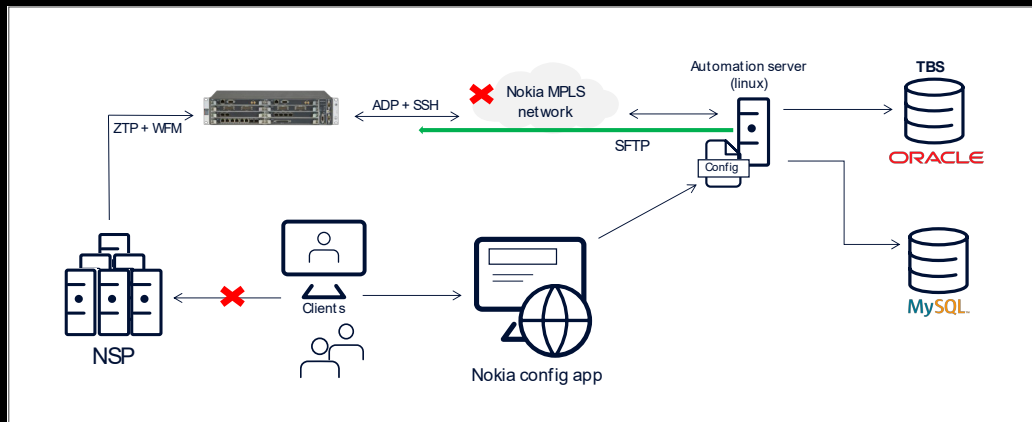 Automation server
(linux)
TBS
Nokia MPLS
network
ADP + SSH
ZTP + WFM
SFTP
ORACLE
Config
Clients
MySQL
NSP
Nokia config app